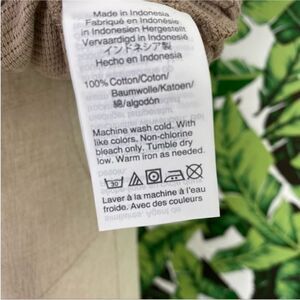 Made in Indonesia
Fabriqué en Indonésie
In Indonesien Hergestellt
Vervaardigd in Indonesië
インドネシア製
Hecho en Indonesia
100% Cotton/Coton/
Baumwolle/Katoen/
綿/algodón
Machine wash cold. With
like colors. Non-chlorine
bleach only. Tumble dry
low. Warm iron as needed.
30
Laver à la machine à l'eau
froide. Avec des couleurs